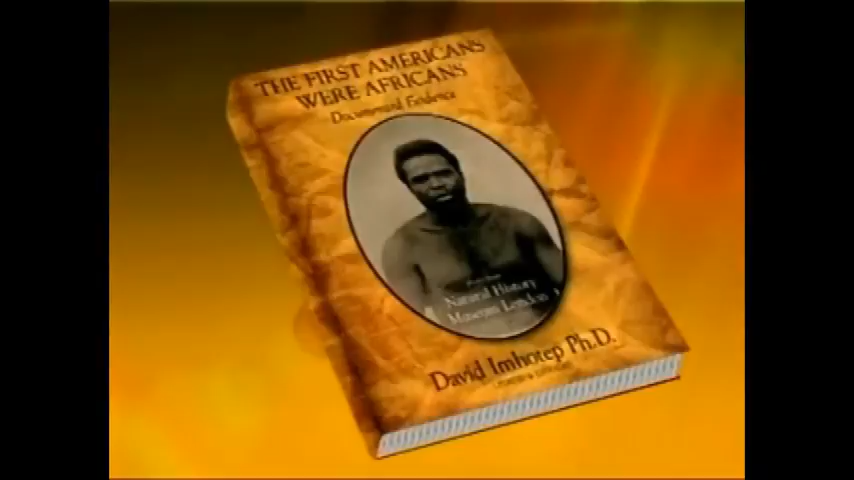 THE FIRST AMERICANS
WERE AFRICANS
Documented Evidence
Natural History
Museum London
David Imhotep Ph.D.